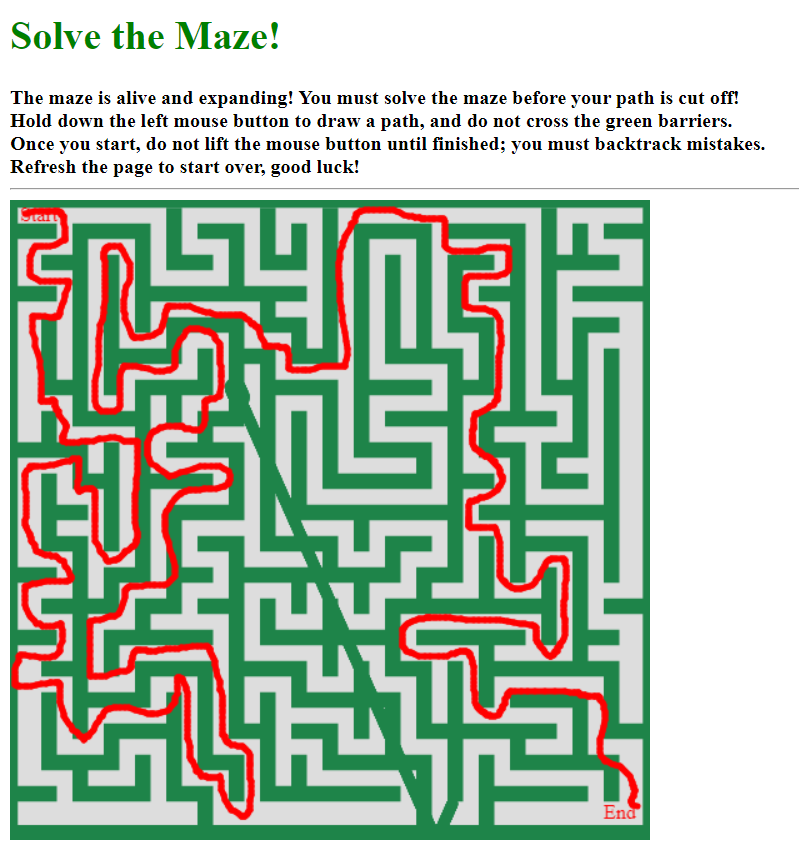 Solve the Maze!
The maze is alive and expanding! You must solve the maze before your path is cut off!
Hold down the left mouse button to draw a path, and do not cross the green barriers.
Once you start, do not lift the mouse button until finished; you must backtrack mistakes.
Refresh the page to start over, good luck!
Start
End